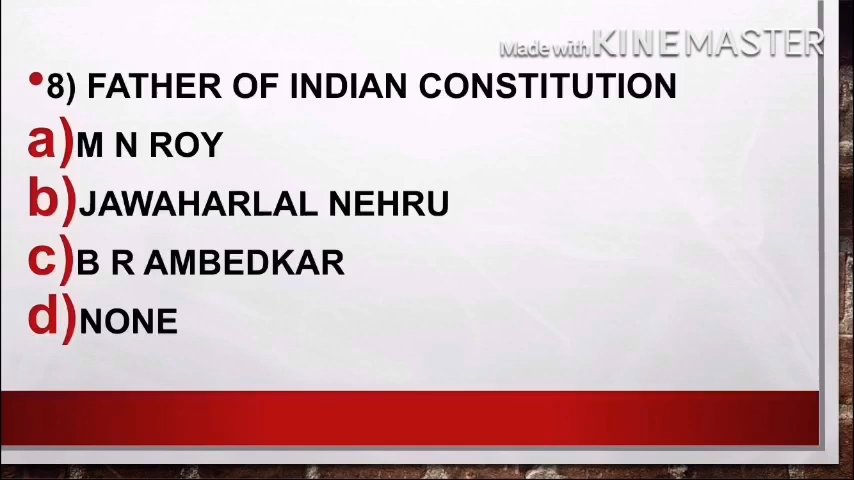 Made with KINEMASTER
•8) FATHER OF INDIAN CONSTITUTION
a)M N ROY
b)JAWAHARLAL NEHRU
c)B R AMBEDKAR
d)NONE